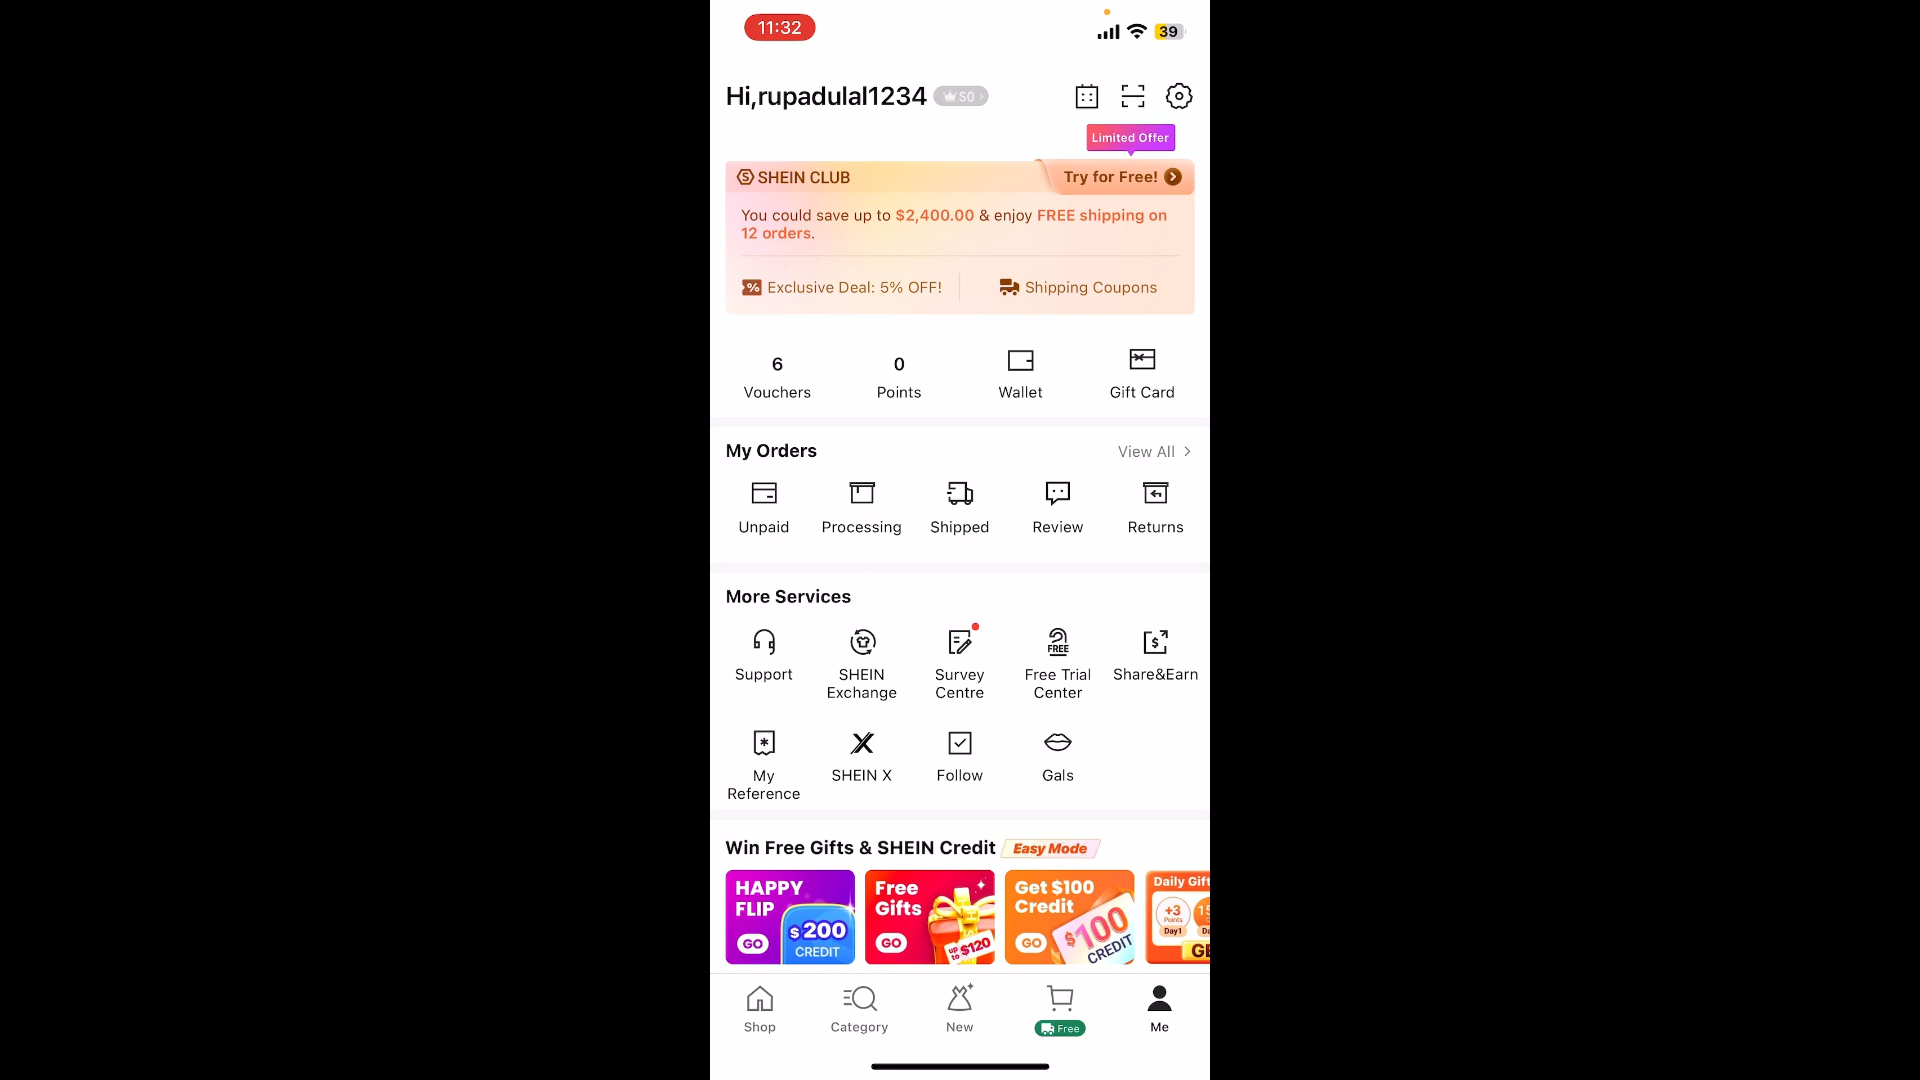 11:32
39
Hi,rupadulal1234 S0
Limited Offer
SHEIN CLUB
Try for Free!
You could save up to $2,400.00 & enjoy FREE shipping on
12 orders.
Exclusive Deal: 5% OFF!
Shipping Coupons
6
0
Vouchers
Points
Wallet
Gift Card
My Orders
View All
Unpaid
Processing
Shipped
Review
Returns
More Services
FREE
Support
SHEIN
Exchange
Survey
Centre
Free Trial
Center
Share&Earn
My
Reference
SHEIN X
Follow
Gals
Win Free Gifts & SHEIN Credit
Easy Mode
HAPPY
FLIP
GO
$200
CREDIT
Free
Gifts
GO
up to $120
Get $100
Credit
GO
$100
CREDIT
Daily Gift
+3
Points
Day1
Shop
Category
New
Free
Me